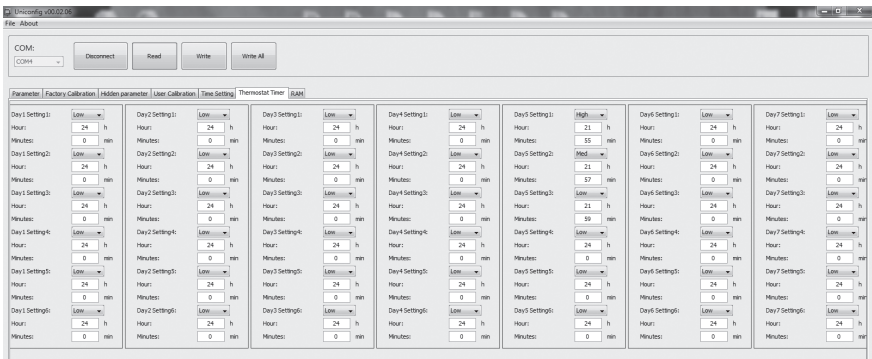 Uniconfig v00.02.06
File About
COM:
COM4
Disconnect Read Write Write All
Parameter Factory Calibration Hidden parameter User Calibration Time Setting Thermostat Timer RAM
Day1 Setting1: Low Day2 Setting1: Low Day3 Setting1: Low Day4 Setting1: Low Day5 Setting1: High Day6 Setting1: Low Day7 Setting1: Low
Hour: 24 h Hour: 24 h Hour: 24 h Hour: 24 h Hour: 21 h Hour: 24 h Hour: 24 h
Minutes: 0 min Minutes: 0 min Minutes: 0 min Minutes: 0 min Minutes: 55 min Minutes: 0 min Minutes: 0 min
Day1 Setting2: Low Day2 Setting2: Low Day3 Setting2: Low Day4 Setting2: Low Day5 Setting2: Med Day6 Setting2: Low Day7 Setting2: Low
Hour: 24 h Hour: 24 h Hour: 24 h Hour: 24 h Hour: 21 h Hour: 24 h Hour: 24 h
Minutes: 0 min Minutes: 0 min Minutes: 0 min Minutes: 0 min Minutes: 57 min Minutes: 0 min Minutes: 0 min
Day1 Setting3: Low Day2 Setting3: Low Day3 Setting3: Low Day4 Setting3: Low Day5 Setting3: Low Day6 Setting3: Low Day7 Setting3: Low
Hour: 24 h Hour: 24 h Hour: 24 h Hour: 24 h Hour: 21 h Hour: 24 h Hour: 24 h
Minutes: 0 min Minutes: 0 min Minutes: 0 min Minutes: 0 min Minutes: 59 min Minutes: 0 min Minutes: 0 min
Day1 Setting4: Low Day2 Setting4: Low Day3 Setting4: Low Day4 Setting4: Low Day5 Setting4: Low Day6 Setting4: Low Day7 Setting4: Low
Hour: 24 h Hour: 24 h Hour: 24 h Hour: 24 h Hour: 24 h Hour: 24 h Hour: 24 h
Minutes: 0 min Minutes: 0 min Minutes: 0 min Minutes: 0 min Minutes: 0 min Minutes: 0 min Minutes: 0 min
Day1 Setting5: Low Day2 Setting5: Low Day3 Setting5: Low Day4 Setting5: Low Day5 Setting5: Low Day6 Setting5: Low Day7 Setting5: Low
Hour: 24 h Hour: 24 h Hour: 24 h Hour: 24 h Hour: 24 h Hour: 24 h Hour: 24 h
Minutes: 0 min Minutes: 0 min Minutes: 0 min Minutes: 0 min Minutes: 0 min Minutes: 0 min Minutes: 0 min
Day1 Setting6: Low Day2 Setting6: Low Day3 Setting6: Low Day4 Setting6: Low Day5 Setting6: Low Day6 Setting6: Low Day7 Setting6: Low
Hour: 24 h Hour: 24 h Hour: 24 h Hour: 24 h Hour: 24 h Hour: 24 h Hour: 24 h
Minutes: 0 min Minutes: 0 min Minutes: 0 min Minutes: 0 min Minutes: 0 min Minutes: 0 min Minutes: 0 min